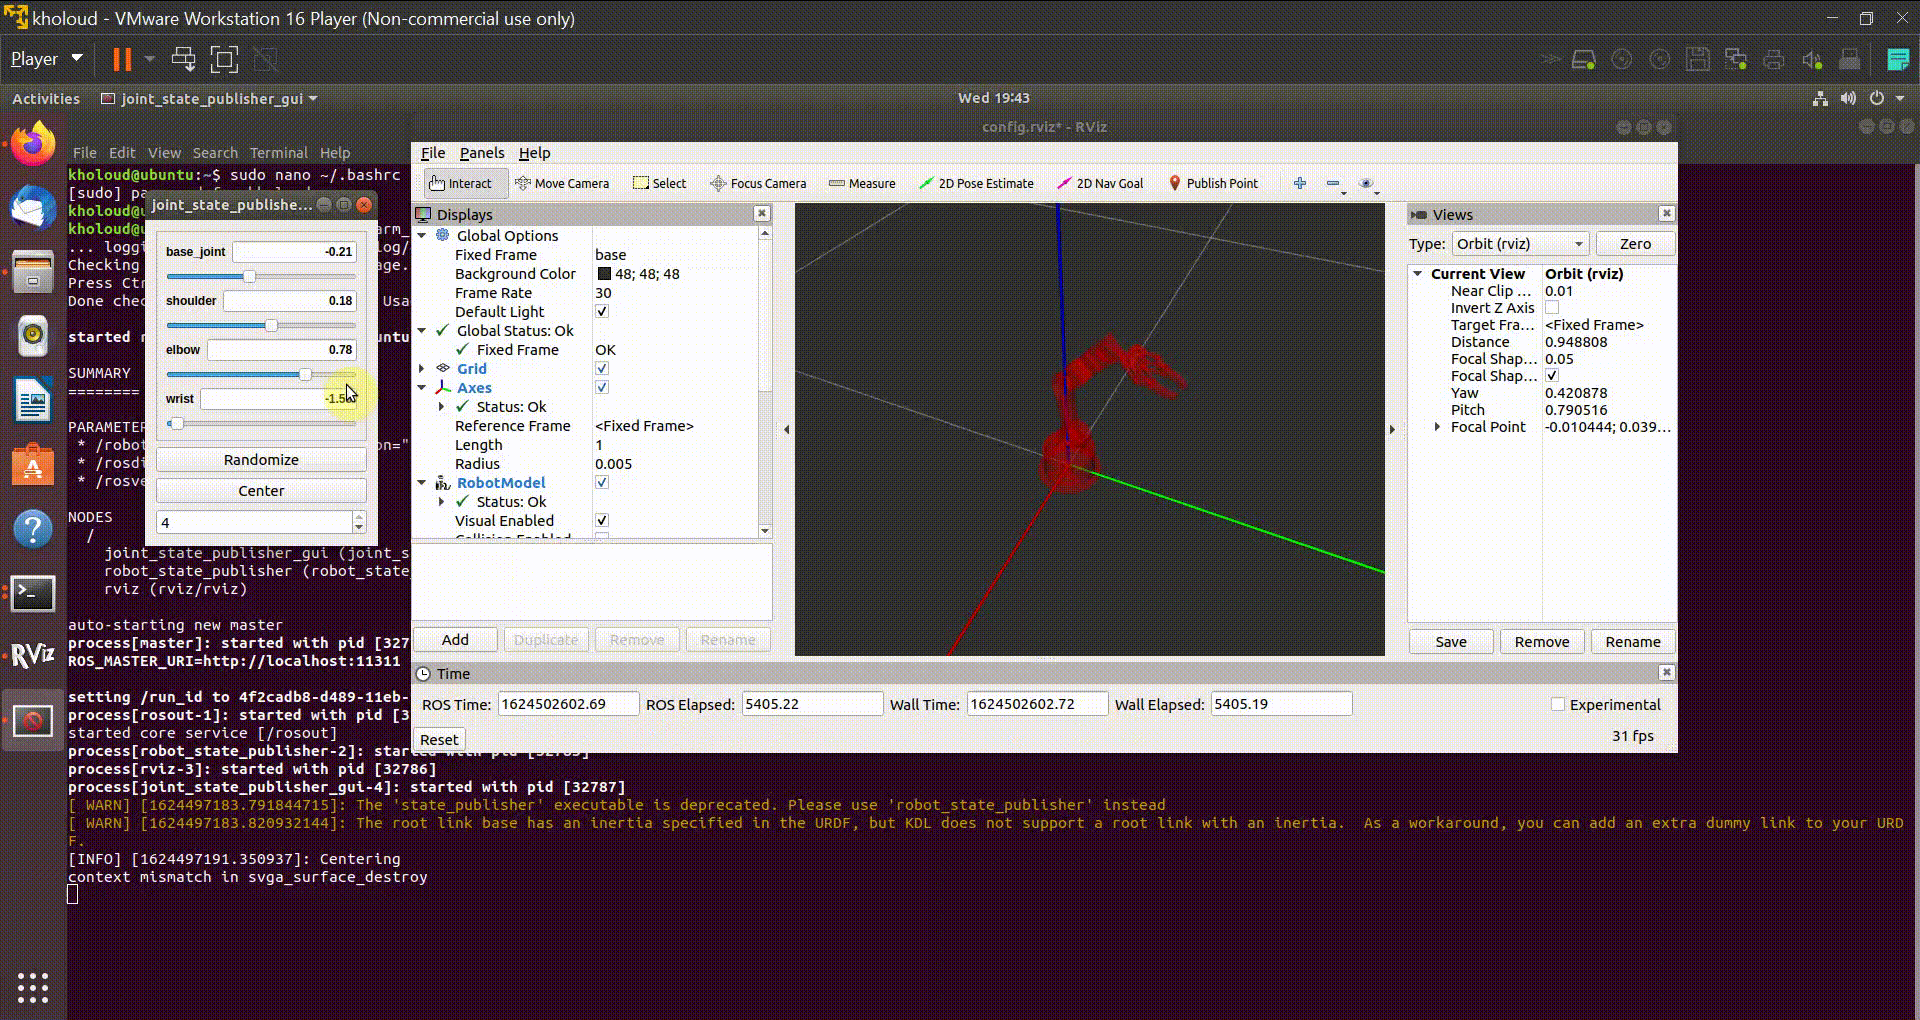 kholoud - VMware Workstation 16 Player (Non-commercial use only)
Player
Activities
joint_state_publisher_gui
Wed 19:43
config.rviz* - RViz
File Edit View Search Terminal Help
kholoud@ubuntu:~$ sudo nano ~/.bashrc
[sudo]
kholoud@u
kholoud@u
arm_
... loggi
log/
Checking
age.
Press Ctr
Done chec
Usa
started r
untu
SUMMARY
========
PARAMETER
* /robot
on="
* /rosdi
* /rosve
NODES
/
joint_state_publisher_gui (joint_s
robot_state_publisher (robot_state
rviz (rviz/rviz)
auto-starting new master
process[master]: started with pid [327
ROS_MASTER_URI=http://localhost:11311
setting /run_id to 4f2cadb8-d489-11eb-
process[rosout-1]: started with pid [3
started core service [/rosout]
process[robot_state_publisher-2]: started with pid [32785]
process[rviz-3]: started with pid [32786]
process[joint_state_publisher_gui-4]: started with pid [32787]
[ WARN] [1624497183.791844715]: The 'state_publisher' executable is deprecated. Please use 'robot_state_publisher' instead
[ WARN] [1624497183.820932144]: The root link base has an inertia specified in the URDF, but KDL does not support a root link with an inertia.  As a workaround, you can add an extra dummy link to your URD
F.
[INFO] [1624497191.350937]: Centering
context mismatch in svga_surface_destroy
joint_state_publishe...
base_joint -0.21
shoulder 0.18
elbow 0.78
wrist
Randomize
Center
4
RViz
File Panels Help
Interact Move Camera Select Focus Camera Measure 2D Pose Estimate 2D Nav Goal Publish Point
Displays
Global Options
Fixed Frame base
Background Color 48; 48; 48
Frame Rate 30
Default Light
Global Status: Ok
Fixed Frame OK
Grid
Axes
Status: Ok
Reference Frame <Fixed Frame>
Length 1
Radius 0.005
RobotModel
Status: Ok
Visual Enabled
Collision Enabled
Add Duplicate Remove Rename
Views
Type: Orbit (rviz) Zero
Current View Orbit (rviz)
Near Clip ... 0.01
Invert Z Axis
Target Fra... <Fixed Frame>
Distance 0.948808
Focal Shap... 0.05
Focal Shap...
Yaw 0.420878
Pitch 0.790516
Focal Point -0.010444; 0.039...
Save Remove Rename
Time
ROS Time: 1624502602.69 ROS Elapsed: 5405.22 Wall Time: 1624502602.72 Wall Elapsed: 5405.19 Experimental
Reset
31 fps